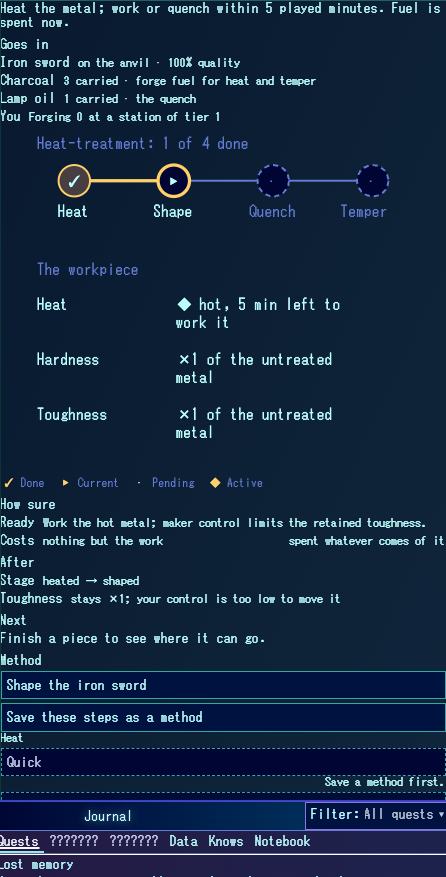 Heat the metal; work or quench within 5 played minutes. Fuel is
spent now.
Goes in
Iron sword on the anvil · 100% quality
Charcoal 3 carried · forge fuel for heat and temper
Lamp oil 1 carried · the quench
You Forging 0 at a station of tier 1
Heat-treatment: 1 of 4 done
Heat Shape Quench Temper
The workpiece
Heat ◆ hot, 5 min left to
work it
Hardness ×1 of the untreated
metal
Toughness ×1 of the untreated
metal
✓ Done ▸ Current · Pending ◆ Active
How sure
Ready Work the hot metal; maker control limits the retained toughness.
Costs nothing but the work spent whatever comes of it
After
Stage heated → shaped
Toughness stays ×1; your control is too low to move it
Next
Finish a piece to see where it can go.
Method
Shape the iron sword
Save these steps as a method
Heat
Quick
Save a method first.
Journal Filter: All quests ▾
Quests ??????? ??????? Data Knows Notebook
Lost memory